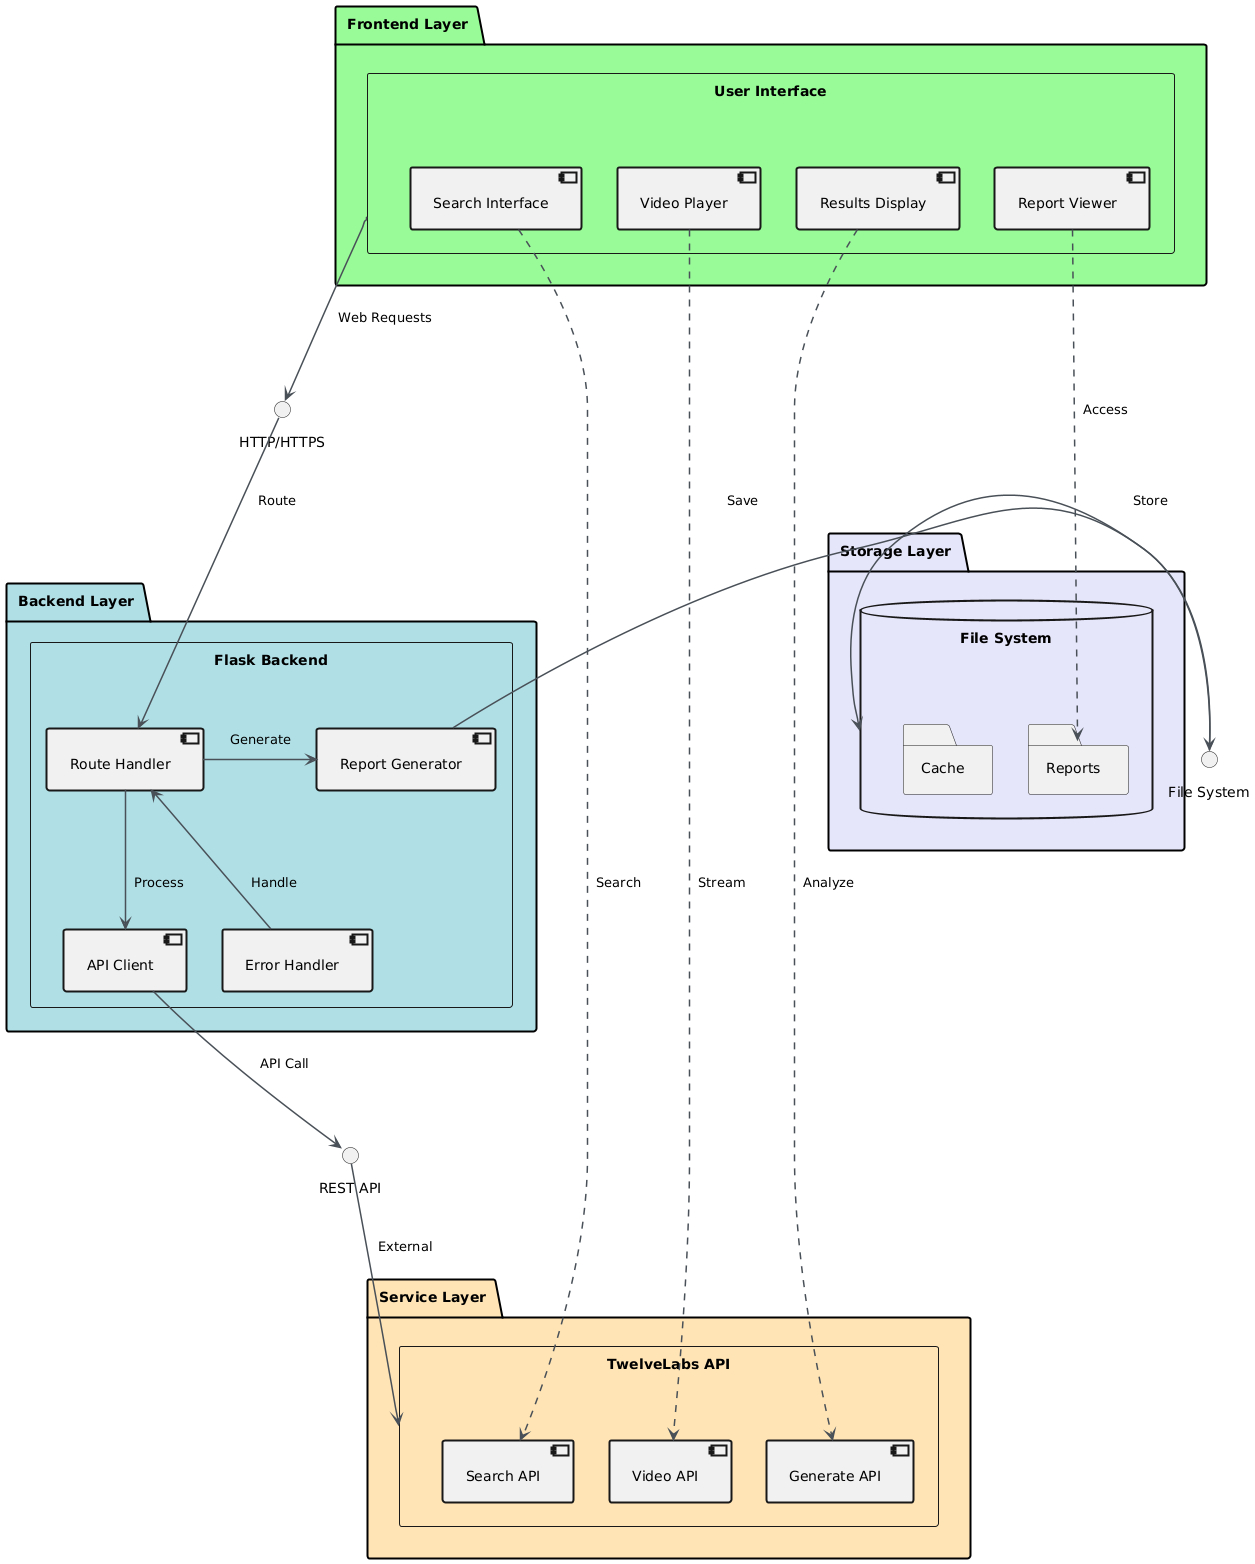 Frontend Layer
User Interface
Search Interface
Video Player
Results Display
Report Viewer
Web Requests
HTTP/HTTPS
Access
Route
Save
Store
Storage Layer
File System
Cache
Reports
File System
Backend Layer
Flask Backend
Route Handler
Generate
Report Generator
Process
Handle
API Client
Error Handler
Search
Stream
Analyze
API Call
REST API
External
Service Layer
TwelveLabs API
Search API
Video API
Generate API